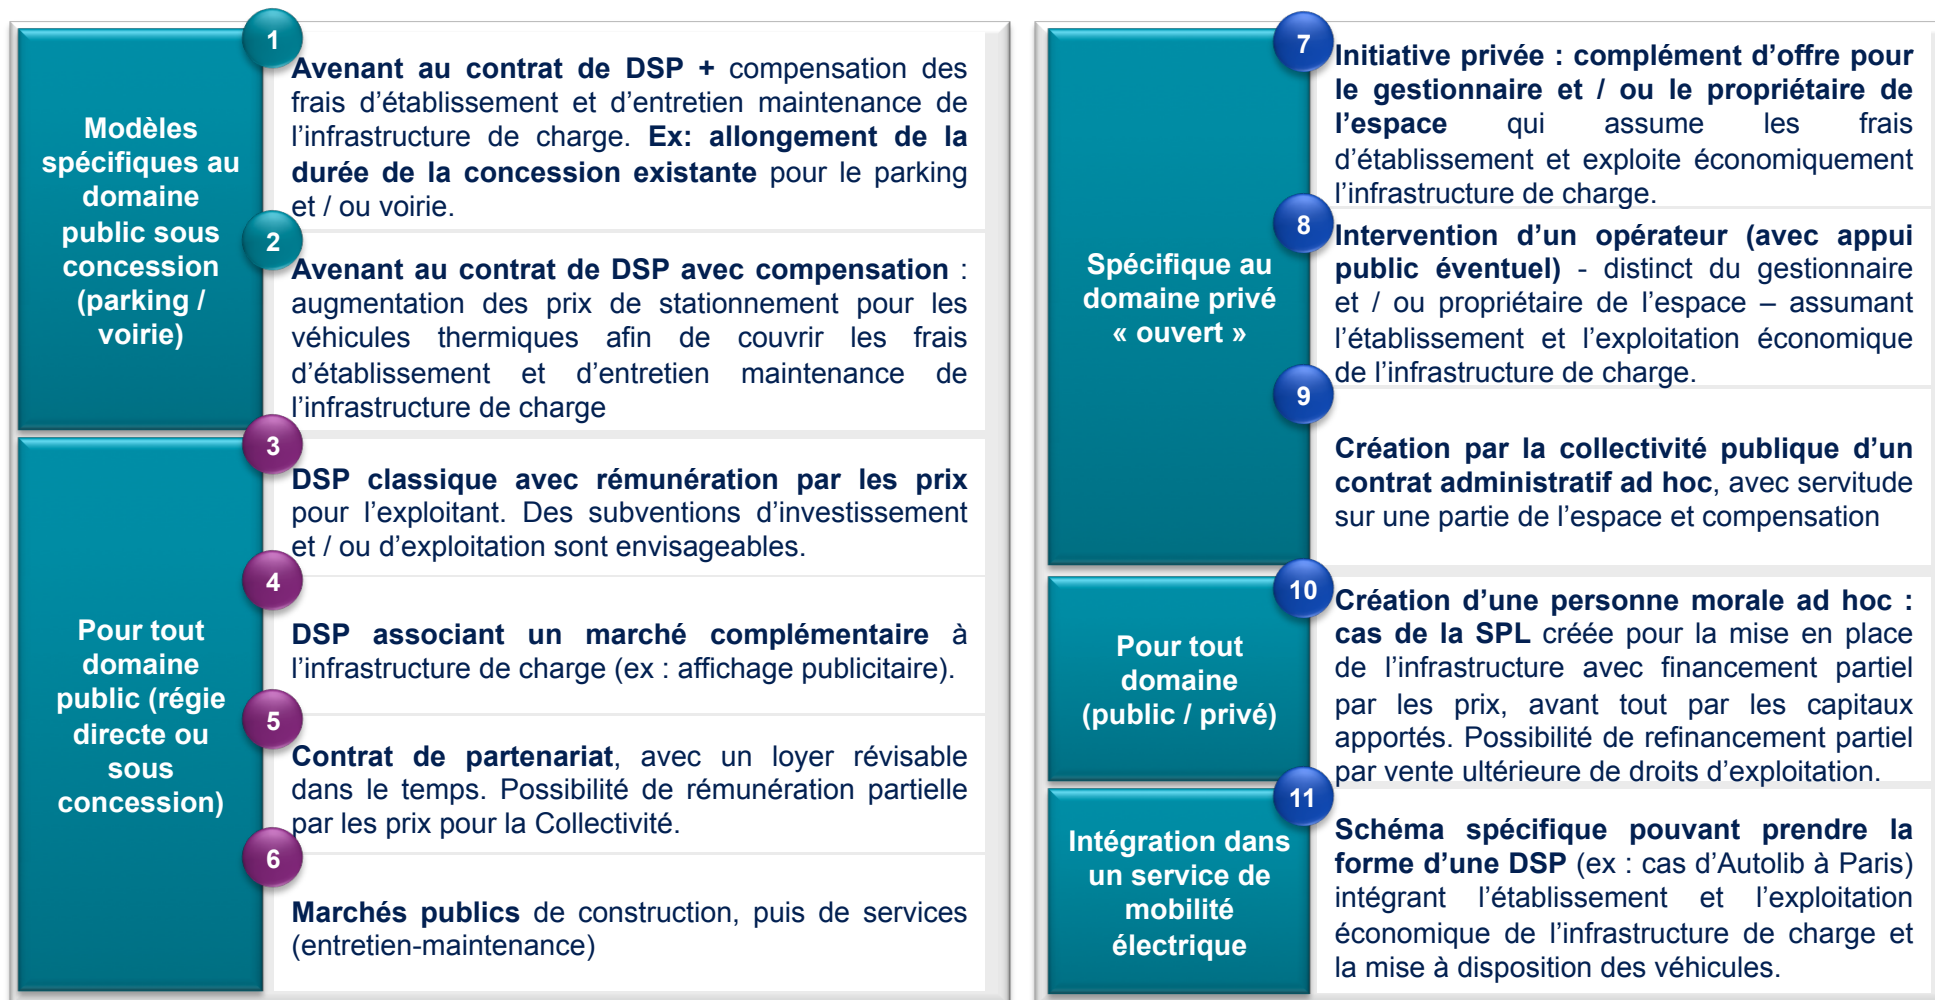 Modèles
spécifiques au
domaine
public sous
concession
(parking /
voirie)
1
Avenant au contrat de DSP + compensation des
frais d’établissement et d’entretien maintenance de
l’infrastructure de charge. Ex: allongement de la
durée de la concession existante pour le parking
et / ou voirie.
2
Avenant au contrat de DSP avec compensation :
augmentation des prix de stationnement pour les
véhicules thermiques afin de couvrir les frais
d’établissement et d’entretien maintenance de
l’infrastructure de charge
Pour tout
domaine
public (régie
directe ou
sous
concession)
3
DSP classique avec rémunération par les prix
pour l’exploitant. Des subventions d’investissement
et / ou d’exploitation sont envisageables.
4
DSP associant un marché complémentaire à
l’infrastructure de charge (ex : affichage publicitaire).
5
Contrat de partenariat, avec un loyer révisable
dans le temps. Possibilité de rémunération partielle
par les prix pour la Collectivité.
6
Marchés publics de construction, puis de services
(entretien-maintenance)
Spécifique au
domaine privé
« ouvert »
7
Initiative privée : complément d’offre pour
le gestionnaire et / ou le propriétaire de
l’espace qui assume les frais
d’établissement et exploite économiquement
l’infrastructure de charge.
8
Intervention d’un opérateur (avec appui
public éventuel) - distinct du gestionnaire
et / ou propriétaire de l’espace – assumant
l’établissement et l’exploitation économique
de l’infrastructure de charge.
9
Création par la collectivité publique d’un
contrat administratif ad hoc, avec servitude
sur une partie de l’espace et compensation
Pour tout
domaine
(public / privé)
10
Création d’une personne morale ad hoc :
cas de la SPL créée pour la mise en place
de l’infrastructure avec financement partiel
par les prix, avant tout par les capitaux
apportés. Possibilité de refinancement partiel
par vente ultérieure de droits d’exploitation.
Intégration dans
un service de
mobilité
électrique
11
Schéma spécifique pouvant prendre la
forme d’une DSP (ex : cas d’Autolib à Paris)
intégrant l’établissement et l’exploitation
économique de l’infrastructure de charge et
la mise à disposition des véhicules.